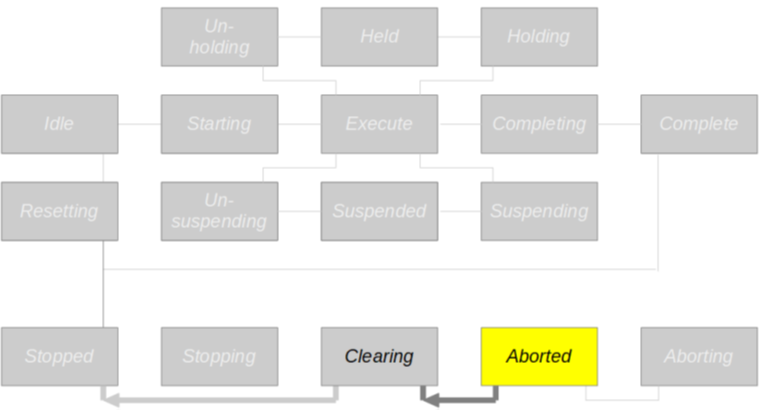 Un-
holding
Held
Holding
Idle
Starting
Execute
Completing
Complete
Resetting
Un-
suspending
Suspended
Suspending
Stopped
Stopping
Clearing
Aborted
Aborting